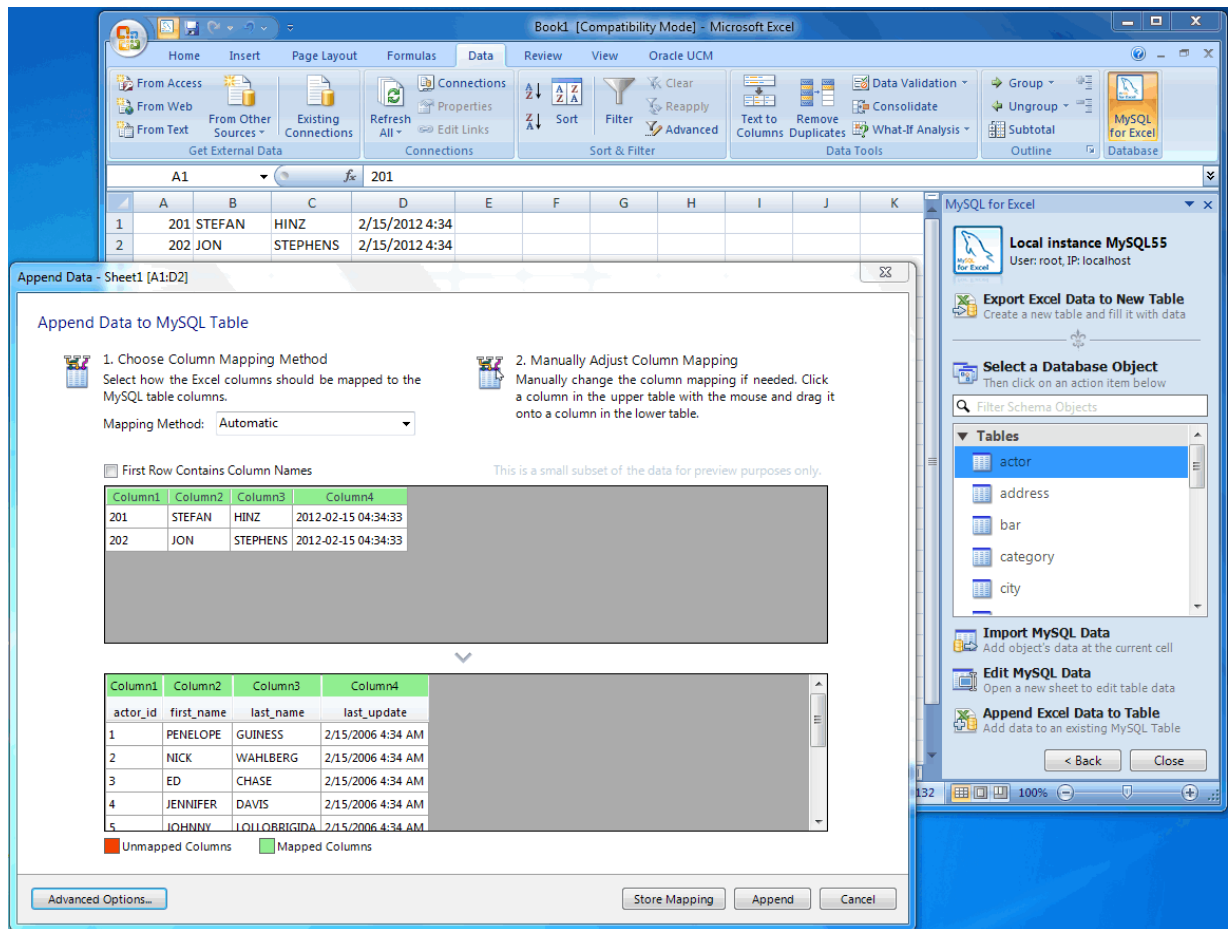 Book1 [Compatibility Mode] - Microsoft Excel
Home Insert Page Layout Formulas Data Review View Oracle UCM
From Access
From Web
From Text
From Other
Sources
Existing
Connections
Get External Data
Refresh
All
Connections
Properties
Edit Links
Connections
Sort
Filter
Clear
Reapply
Advanced
Sort & Filter
Text to
Columns
Remove
Duplicates
Data Validation
Consolidate
What-If Analysis
Data Tools
Group
Ungroup
Subtotal
Outline
MySQL
for Excel
Database
A1 fx 201
A B C D E F G H I J K
1 201 STEFAN HINZ 2/15/2012 4:34
2 202 JON STEPHENS 2/15/2012 4:34
Append Data - Sheet1 [A1:D2]
Append Data to MySQL Table
1. Choose Column Mapping Method
Select how the Excel columns should be mapped to the
MySQL table columns.
Mapping Method: Automatic
2. Manually Adjust Column Mapping
Manually change the column mapping if needed. Click
a column in the upper table with the mouse and drag it
onto a column in the lower table.
First Row Contains Column Names
This is a small subset of the data for preview purposes only.
Column1 Column2 Column3 Column4
201 STEFAN HINZ 2012-02-15 04:34:33
202 JON STEPHENS 2012-02-15 04:34:33
Column1 Column2 Column3 Column4
actor_id first_name last_name last_update
1 PENELOPE GUINESS 2/15/2006 4:34 AM
2 NICK WAHLBERG 2/15/2006 4:34 AM
3 ED CHASE 2/15/2006 4:34 AM
4 JENNIFER DAVIS 2/15/2006 4:34 AM
5 JOHNNY LOLLOBRIGIDA 2/15/2006 4:34 AM
Unmapped Columns Mapped Columns
Advanced Options...
Store Mapping Append Cancel
MySQL for Excel
MySQL
for Excel
Local instance MySQL55
User: root, IP: localhost
Export Excel Data to New Table
Create a new table and fill it with data
Select a Database Object
Then click on an action item below
Filter Schema Objects
Tables
actor
address
bar
category
city
Import MySQL Data
Add object's data at the current cell
Edit MySQL Data
Open a new sheet to edit table data
Append Excel Data to Table
Add data to an existing MySQL Table
< Back Close
132 100%